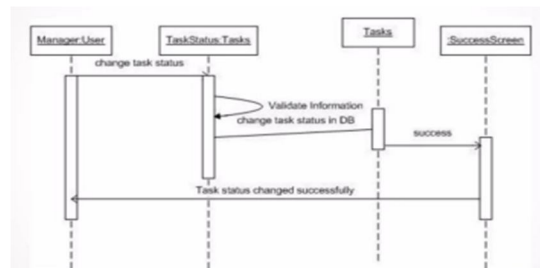 Manager:User
TaskStatus:Tasks
Tasks
:SuccessScreen
change task status
Validate Information
change task status in DB
success
Task status changed successfully